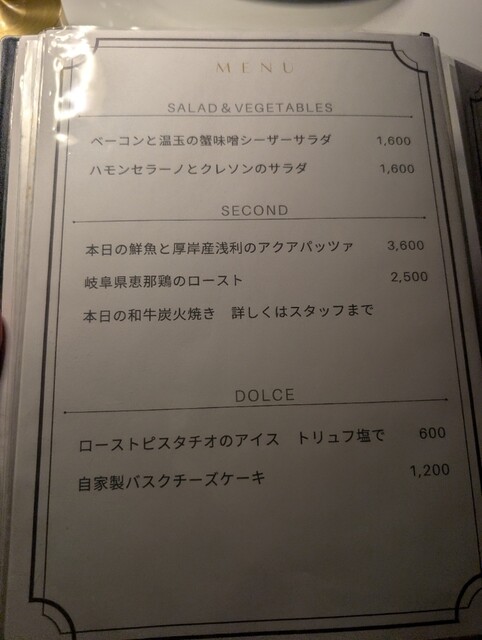 MENU
SALAD & VEGETABLES
ベーコンと温玉の蟹味噌シーザーサラダ 1,600
ハモンセラーノとクレソンのサラダ 1,600
SECOND
本日の鮮魚と厚岸産浅利のアクアパッツァ 3,600
岐阜県恵那鶏のロースト 2,500
本日の和牛炭火焼き 詳しくはスタッフまで
DOLCE
ローストピスタチオのアイス トリュフ塩で 600
自家製バスクチーズケーキ 1,200